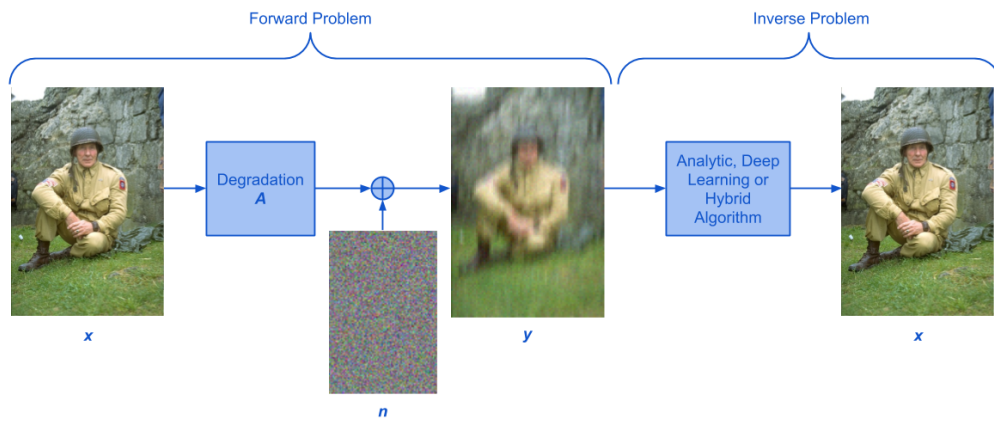 Forward Problem
Inverse Problem
Degradation
A
Analytic, Deep
Learning or
Hybrid
Algorithm
x
y
x
n